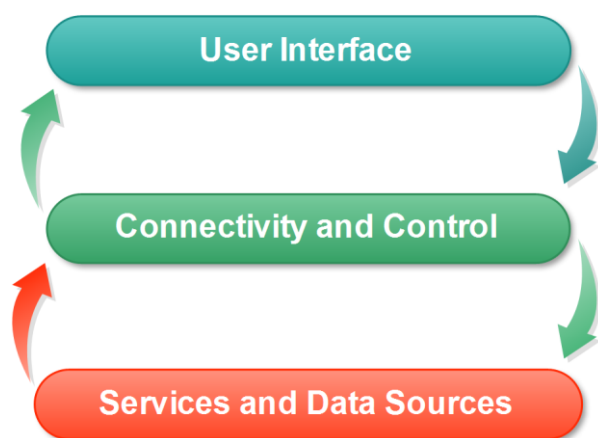 User Interface
Connectivity and Control
Services and Data Sources